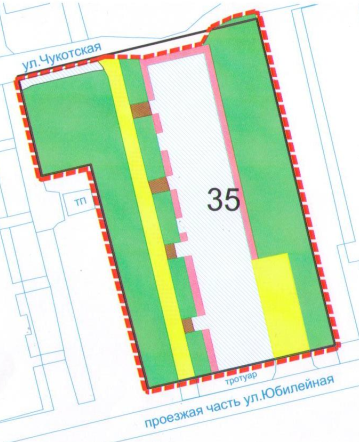 ул.Чукотская
тп
35
тротуар
проезжая часть ул.Юбилейная